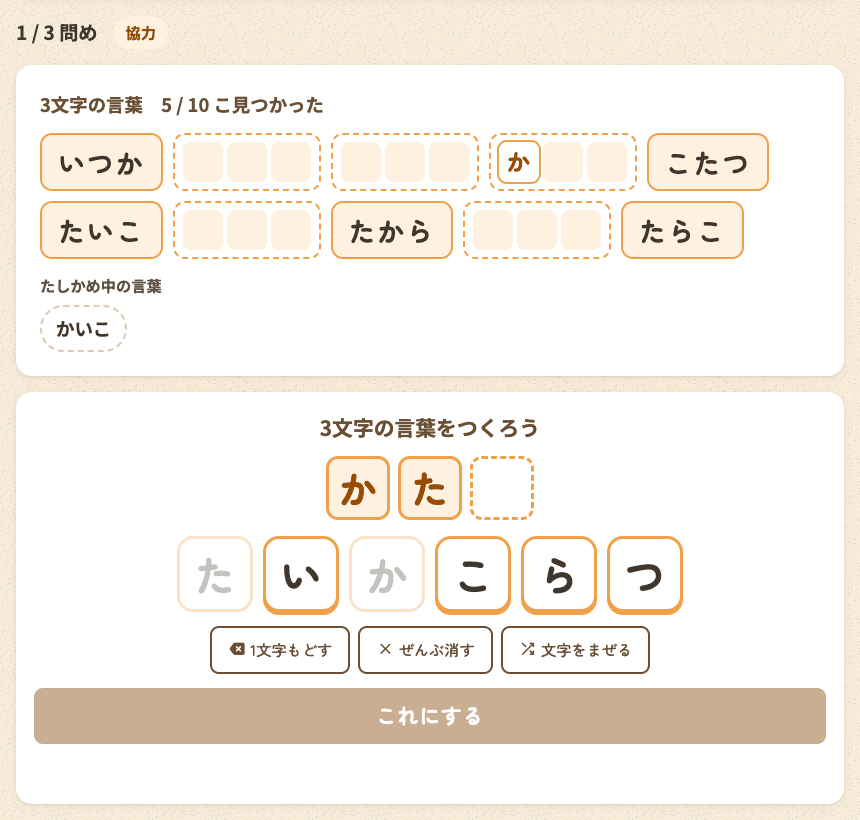 1 / 3 問め 協力
3文字の言葉 5 / 10 こ見つかった
いつか か こたつ
たいこ たから たらこ
たしかめ中の言葉
かいこ
3文字の言葉をつくろう
か た
た い か こ ら つ
1文字もどす ぜんぶ消す 文字をまぜる
これにする